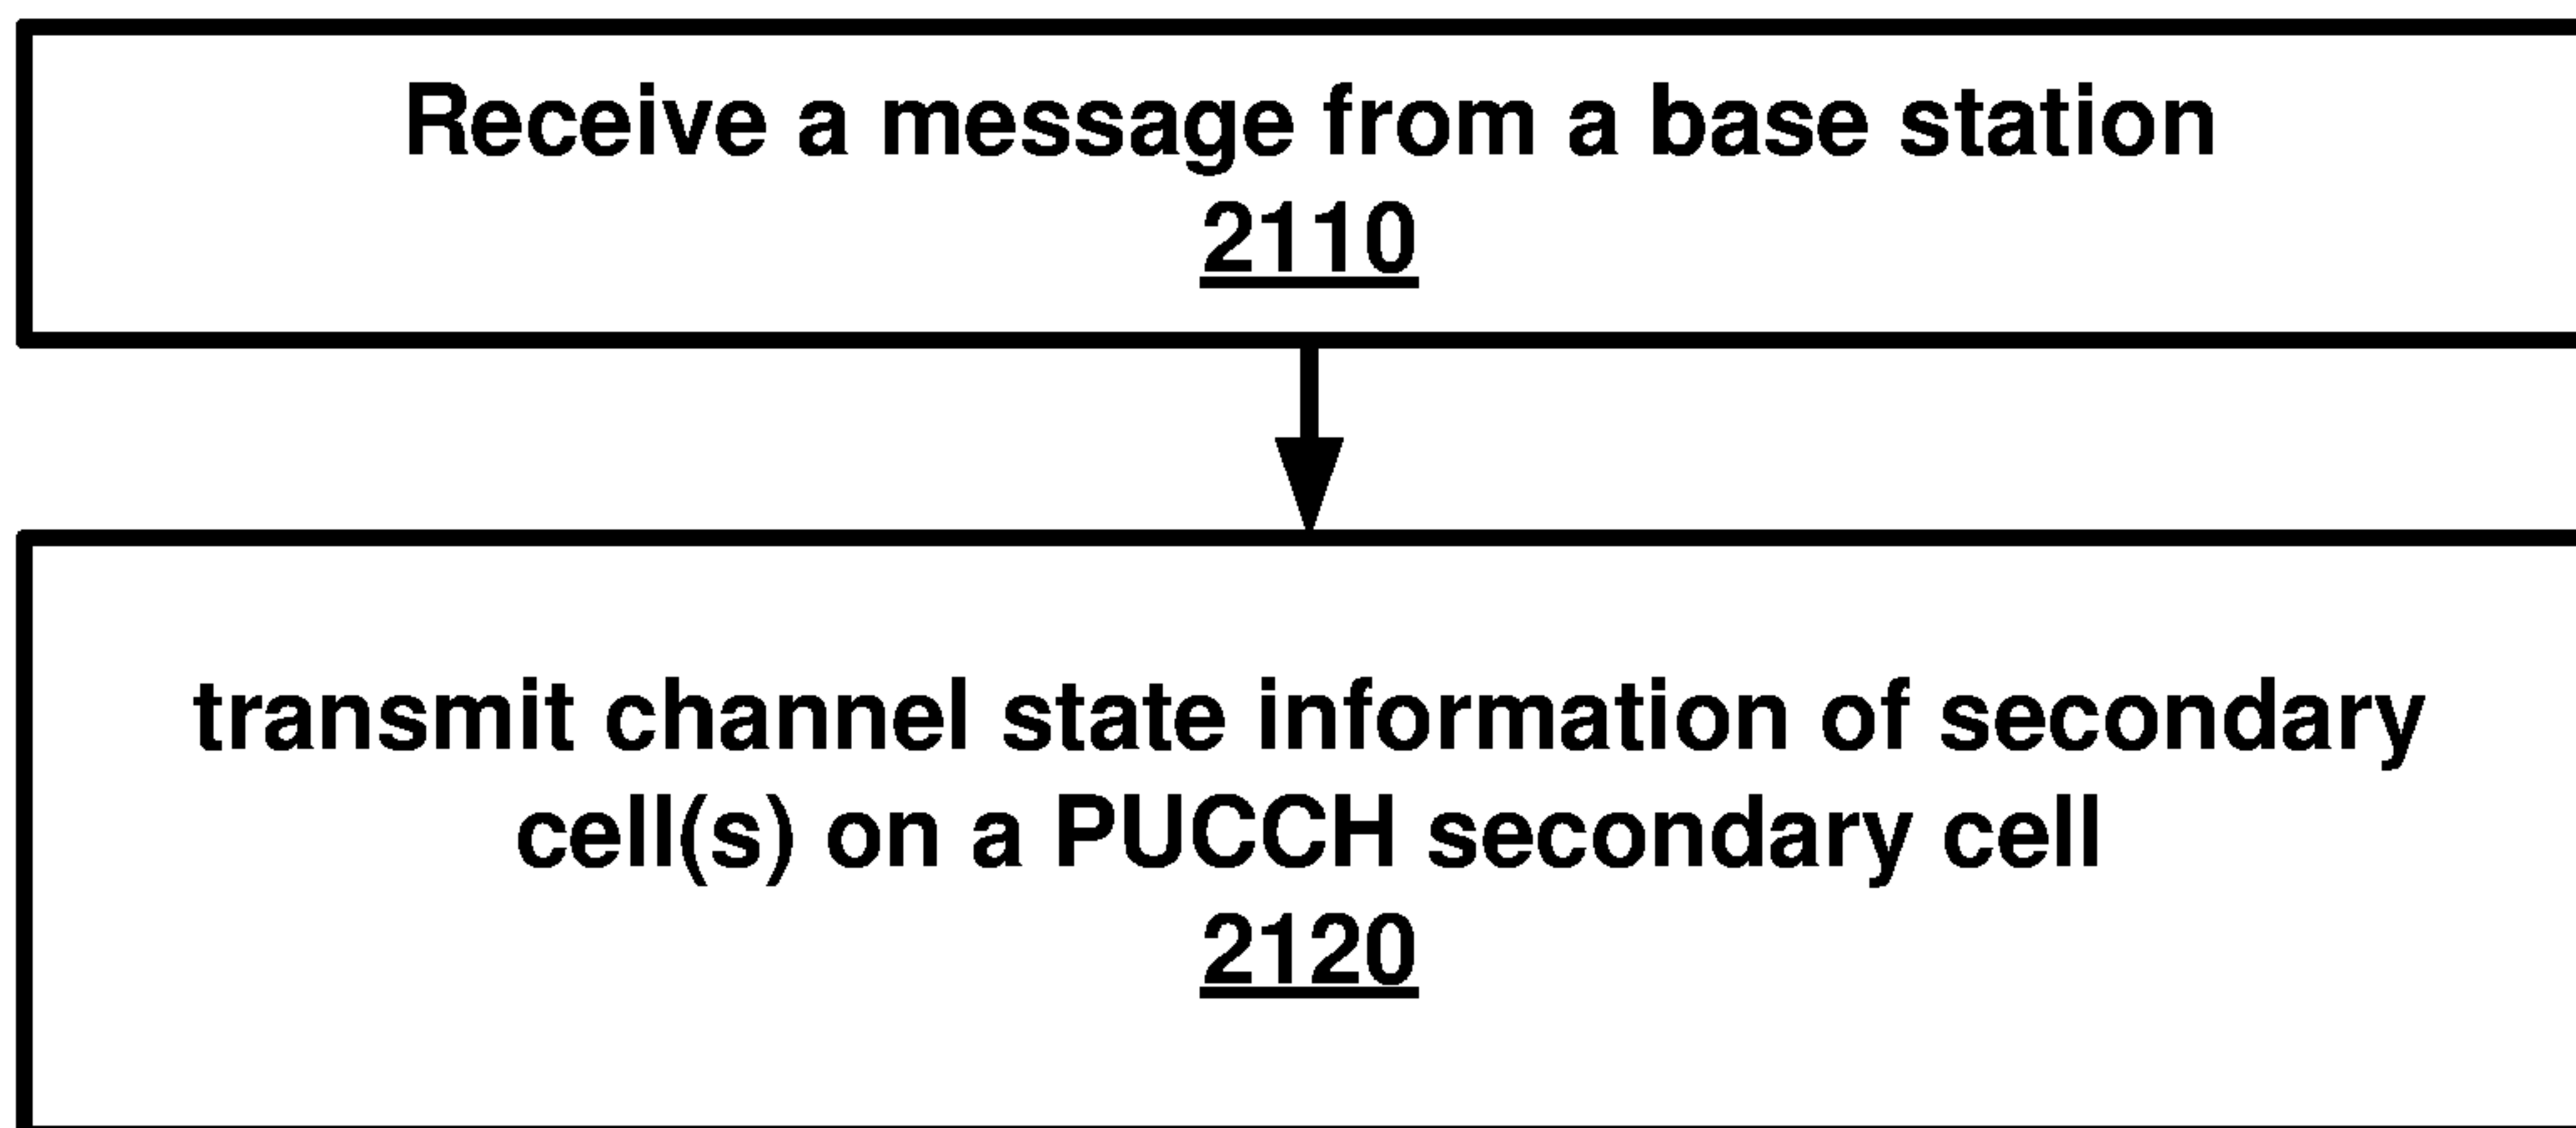 Receive a message from a base station
2110
transmit channel state information of secondary
cell(s) on a PUCCH secondary cell
2120